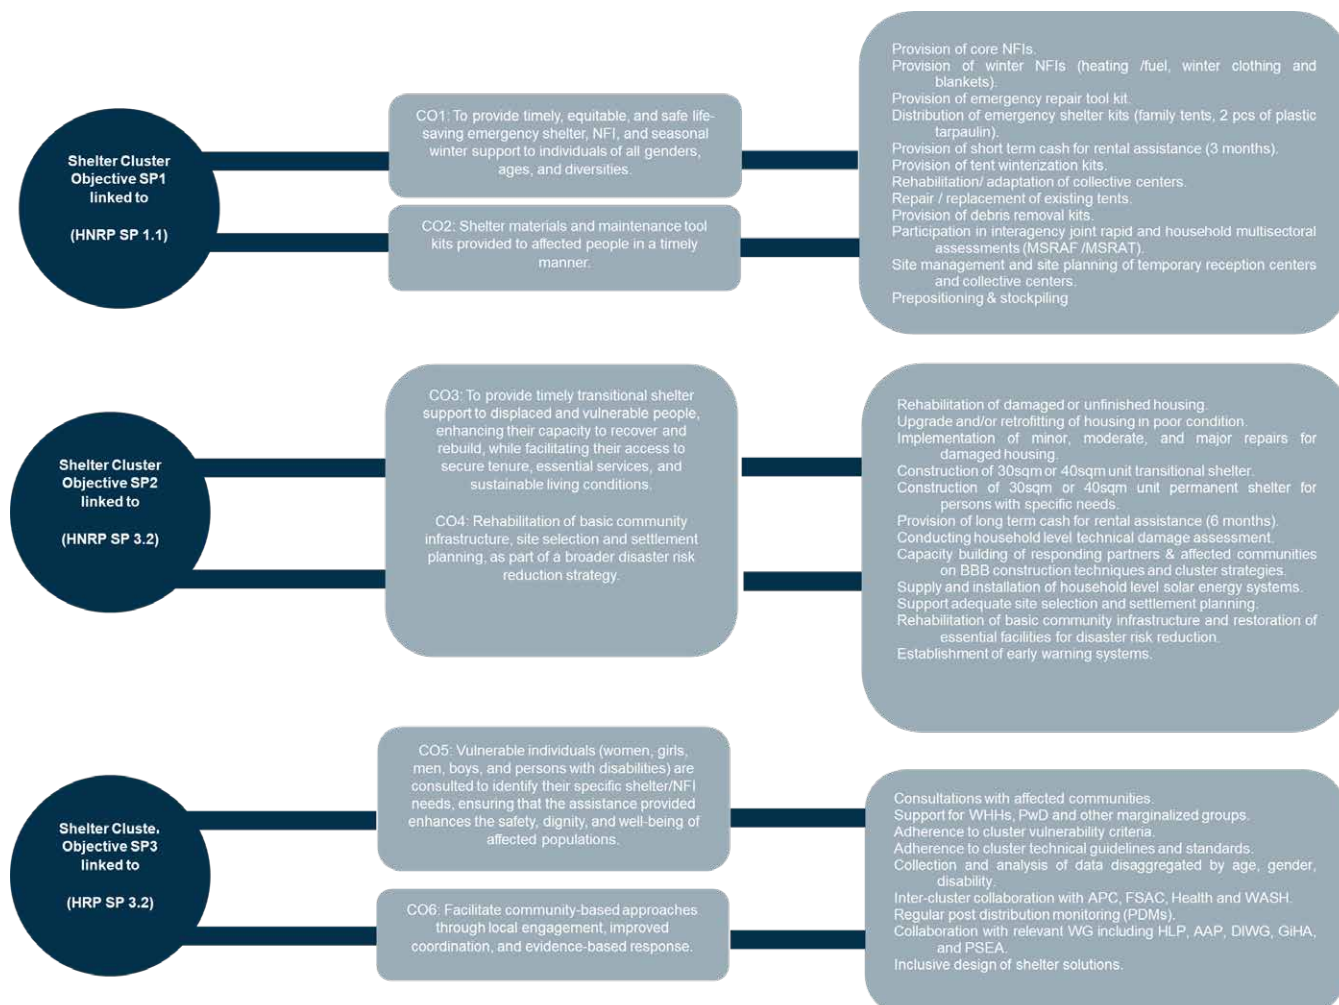 Shelter Cluster
Objective SP1
linked to
(HNRP SP 1.1)
CO1: To provide timely, equitable, and safe life-
saving emergency shelter, NFI, and seasonal
winter support to individuals of all genders,
ages, and diversities.
CO2: Shelter materials and maintenance tool
kits provided to affected people in a timely
manner.
Provision of core NFIs.
Provision of winter NFIs (heating /fuel, winter clothing and
blankets).
Provision of emergency repair tool kit.
Distribution of emergency shelter kits (family tents, 2 pcs of plastic
tarpaulin).
Provision of short term cash for rental assistance (3 months).
Provision of tent winterization kits.
Rehabilitation/ adaptation of collective centers.
Repair / replacement of existing tents.
Provision of debris removal kits.
Participation in interagency joint rapid and household multisectoral
assessments (MSRAF /MSRAT).
Site management and site planning of temporary reception centers
and collective centers.
Prepositioning & stockpiling
Shelter Cluster
Objective SP2
linked to
(HNRP SP 3.2)
CO3: To provide timely transitional shelter
support to displaced and vulnerable people,
enhancing their capacity to recover and
rebuild, while facilitating their access to
secure tenure, essential services, and
sustainable living conditions.
CO4: Rehabilitation of basic community
infrastructure, site selection and settlement
planning, as part of a broader disaster risk
reduction strategy.
Rehabilitation of damaged or unfinished housing.
Upgrade and/or retrofitting of housing in poor condition.
Implementation of minor, moderate, and major repairs for
damaged housing.
Construction of 30sqm or 40sqm unit transitional shelter.
Construction of 30sqm or 40sqm unit permanent shelter for
persons with specific needs.
Provision of long term cash for rental assistance (6 months).
Conducting household level technical damage assessment.
Capacity building of responding partners & affected communities
on BBB construction techniques and cluster strategies.
Supply and installation of household level solar energy systems.
Support adequate site selection and settlement planning.
Rehabilitation of basic community infrastructure and restoration of
essential facilities for disaster risk reduction.
Establishment of early warning systems.
Shelter Cluster
Objective SP3
linked to
(HRP SP 3.2)
CO5: Vulnerable individuals (women, girls,
men, boys, and persons with disabilities) are
consulted to identify their specific shelter/NFI
needs, ensuring that the assistance provided
enhances the safety, dignity, and well-being of
affected populations.
CO6: Facilitate community-based approaches
through local engagement, improved
coordination, and evidence-based response.
Consultations with affected communities.
Support for WHHs, PwD and other marginalized groups.
Adherence to cluster vulnerability criteria.
Adherence to cluster technical guidelines and standards.
Collection and analysis of data disaggregated by age, gender,
disability.
Inter-cluster collaboration with APC, FSAC, Health and WASH.
Regular post distribution monitoring (PDMs).
Collaboration with relevant WG including HLP, AAP, DIWG, GiHA,
and PSEA.
Inclusive design of shelter solutions.